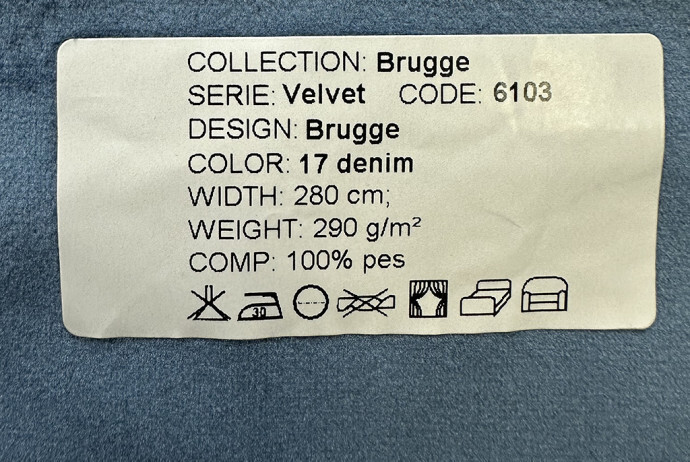 COLLECTION: Brugge
SERIE: Velvet CODE: 6103
DESIGN: Brugge
COLOR: 17 denim
WIDTH: 280 cm;
WEIGHT: 290 g/m²
COMP: 100% pes
30